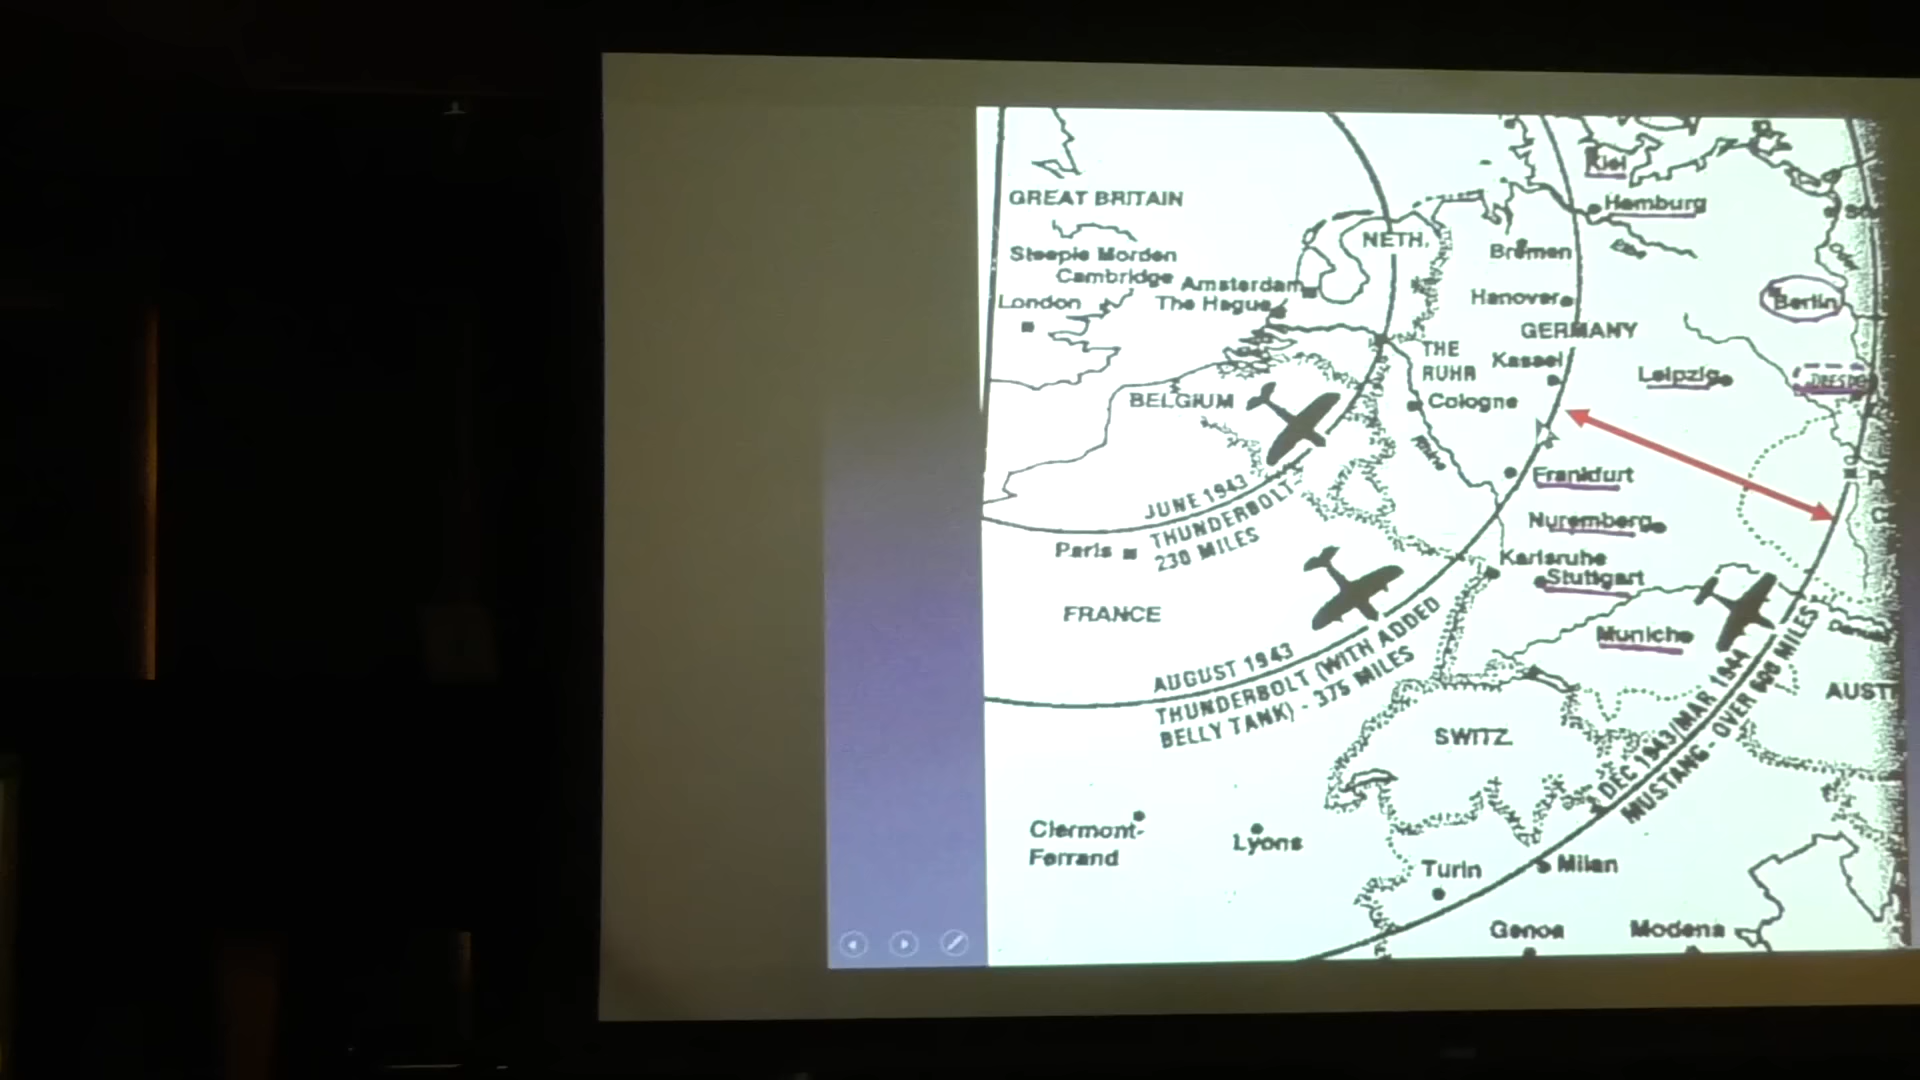 Kiel
GREAT BRITAIN
Hamburg
NETH.
Steeple Morden
Bremen
Cambridge
Amsterdam
London
The Hague
Hanover
Berlin
GERMANY
THE
RUHR
Kassel
Leipzig
BELGIUM
Cologne
Rhine
Frankfurt
JUNE 1943
THUNDERBOLT
230 MILES
Nuremberg
Paris
Karlsruhe
Stuttgart
FRANCE
Munich
AUGUST 1943
THUNDERBOLT (WITH ADDED
BELLY TANK) - 375 MILES
AUST
SWITZ.
DEC 1943/MAR 1944
MUSTANG - OVER 600 MILES
Clermont-
Ferrand
Lyons
Turin
Milan
Genoa
Modena